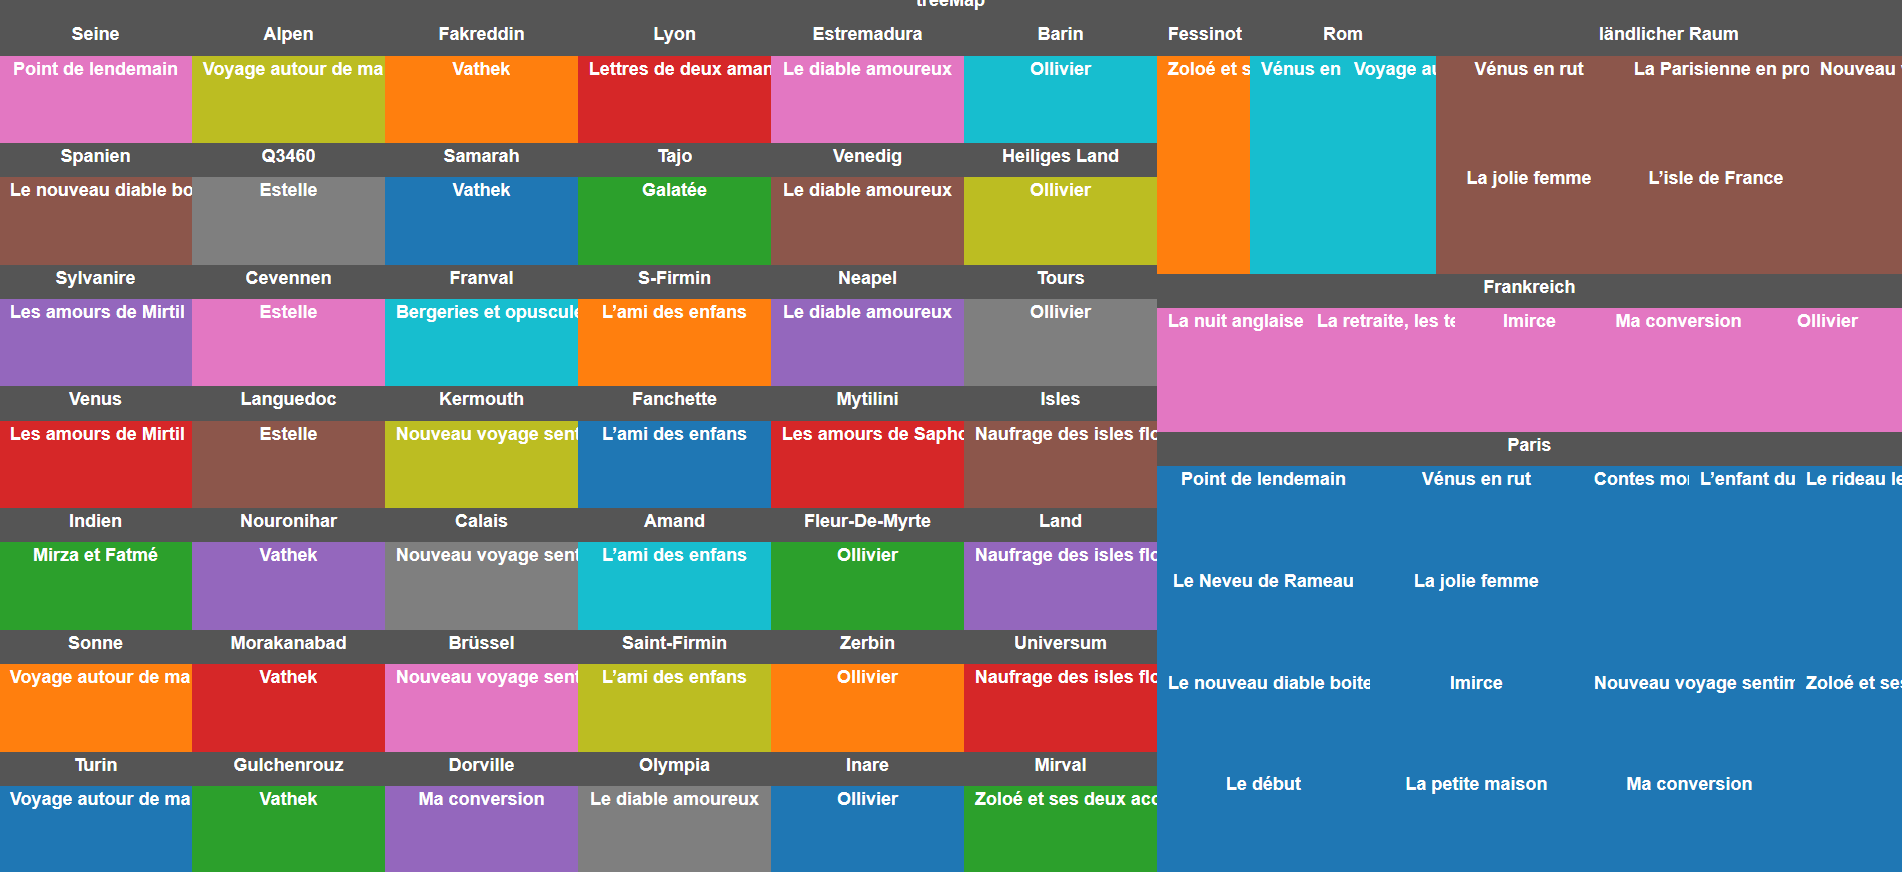 treeMap
Seine Alpen Fakreddin Lyon Estremadura Barin Fessinot Rom ländlicher Raum
Point de lendemain Voyage autour de ma Vathek Lettres de deux aman Le diable amoureux Ollivier Zoloé et s Vénus en Voyage au Vénus en rut La Parisienne en pro Nouveau
Spanien Q3460 Samarah Tajo Venedig Heiliges Land
La jolie femme L’isle de France
Le nouveau diable bo Estelle Vathek Galatée Le diable amoureux Ollivier
Sylvanire Cevennen Franval S-Firmin Neapel Tours Frankreich
Les amours de Mirtil Estelle Bergeries et opuscule L’ami des enfans Le diable amoureux Ollivier La nuit anglaise La retraite, les te Imirce Ma conversion Ollivier
Venus Languedoc Kermouth Fanchette Mytilini Isles
Les amours de Mirtil Estelle Nouveau voyage sent L’ami des enfans Les amours de Sapho Naufrage des isles flo
Paris
Point de lendemain Vénus en rut Contes mor L’enfant du Le rideau le
Indien Nouronihar Calais Amand Fleur-De-Myrte Land
Mirza et Fatmé Vathek Nouveau voyage sent L’ami des enfans Ollivier Naufrage des isles flo
Le Neveu de Rameau La jolie femme
Sonne Morakanabad Brüssel Saint-Firmin Zerbin Universum
Voyage autour de ma Vathek Nouveau voyage sent L’ami des enfans Ollivier Naufrage des isles flo
Le nouveau diable boite Imirce Nouveau voyage sentim Zoloé et ses
Turin Gulchenrouz Dorville Olympia Inare Mirval
Voyage autour de ma Vathek Ma conversion Le diable amoureux Ollivier Zoloé et ses deux acc
Le début La petite maison Ma conversion